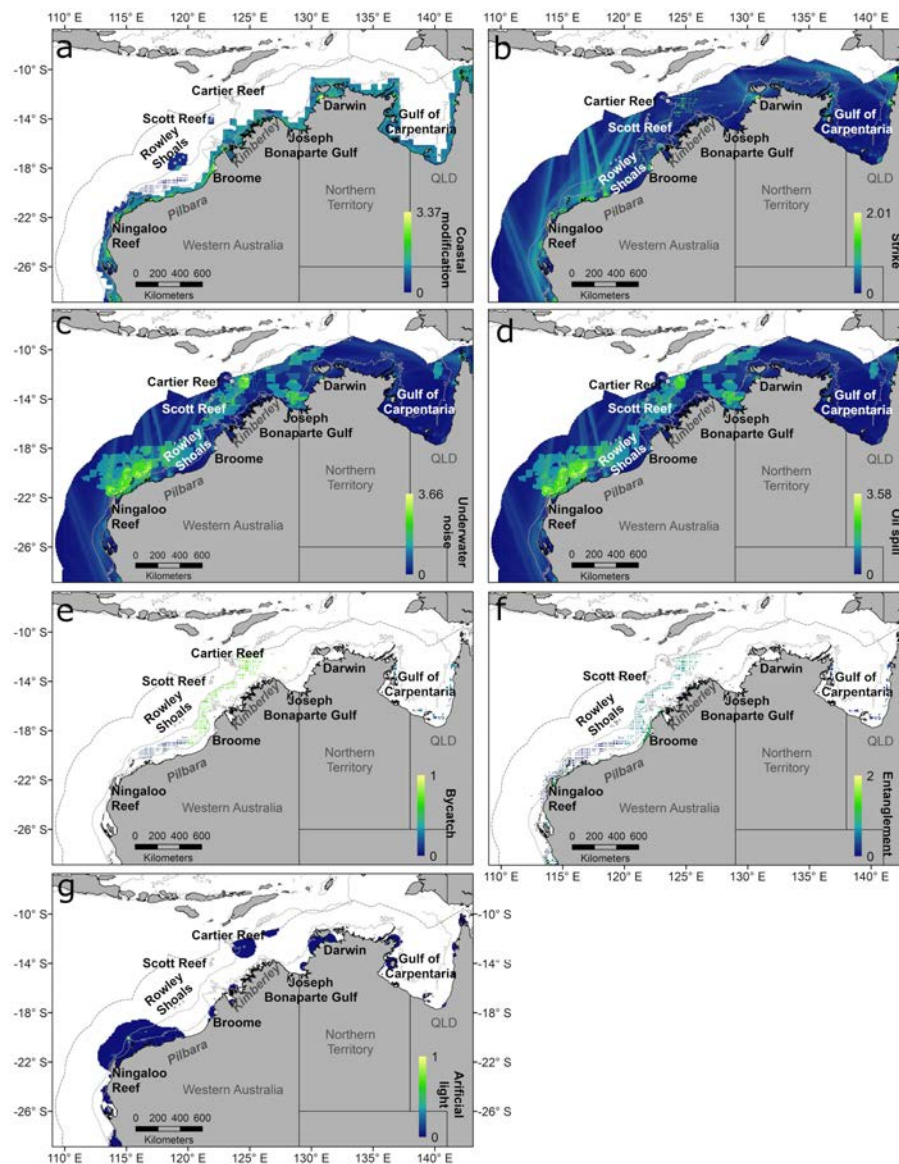 110° E 115° E 120° E 125° E 130° E 135° E 140° E 110° E 115° E 120° E 125° E 130° E 135° E 140° E
a
-10° S
-14° S
-18° S
-22° S
-26° S
Cartier Reef
Scott Reef
Rowley
Shoals
Darwin
Gulf of
Carpentaria
Joseph
Bonaparte Gulf
Kimberley
Broome
Pilbara
Ningaloo
Reef
Northern
Territory
QLD
Western Australia
0 200 400 600
Kilometers
3.37
0
Coastal
modification
b
Cartier Reef
Scott Reef
Rowley
Shoals
Darwin
Gulf of
Carpentaria
Joseph
Bonaparte Gulf
Kimberley
Broome
Pilbara
Ningaloo
Reef
Northern
Territory
QLD
Western Australia
0 200 400 600
Kilometers
2.01
0
Strike
c
-10° S
-14° S
-18° S
-22° S
-26° S
Cartier Reef
Scott Reef
Rowley
Shoals
Darwin
Gulf of
Carpentaria
Joseph
Bonaparte Gulf
Kimberley
Broome
Pilbara
Ningaloo
Reef
Northern
Territory
QLD
Western Australia
0 200 400 600
Kilometers
3.66
0
Underwater
noise
d
Cartier Reef
Scott Reef
Rowley
Shoals
Darwin
Gulf of
Carpentaria
Joseph
Bonaparte Gulf
Kimberley
Broome
Pilbara
Ningaloo
Reef
Northern
Territory
QLD
Western Australia
0 200 400 600
Kilometers
3.58
0
Oil spill
e
-10° S
-14° S
-18° S
-22° S
-26° S
Cartier Reef
Scott Reef
Rowley
Shoals
Darwin
Gulf of
Carpentaria
Joseph
Bonaparte Gulf
Kimberley
Broome
Pilbara
Ningaloo
Reef
Northern
Territory
QLD
Western Australia
0 200 400 600
Kilometers
1
0
Bycatch
f
Cartier Reef
Scott Reef
Rowley
Shoals
Darwin
Gulf of
Carpentaria
Joseph
Bonaparte Gulf
Kimberley
Broome
Pilbara
Ningaloo
Reef
Northern
Territory
QLD
Western Australia
0 200 400 600
Kilometers
2
0
Entanglement
110° E 115° E 120° E 125° E 130° E 135° E 140° E
g
-10° S
-14° S
-18° S
-22° S
-26° S
-10° S
-14° S
-18° S
-22° S
-26° S
Cartier Reef
Scott Reef
Rowley
Shoals
Darwin
Gulf of
Carpentaria
Joseph
Bonaparte Gulf
Kimberley
Broome
Pilbara
Ningaloo
Reef
Northern
Territory
QLD
Western Australia
0 200 400 600
Kilometers
1
0
Arificial
light
110° E 115° E 120° E 125° E 130° E 135° E 140° E